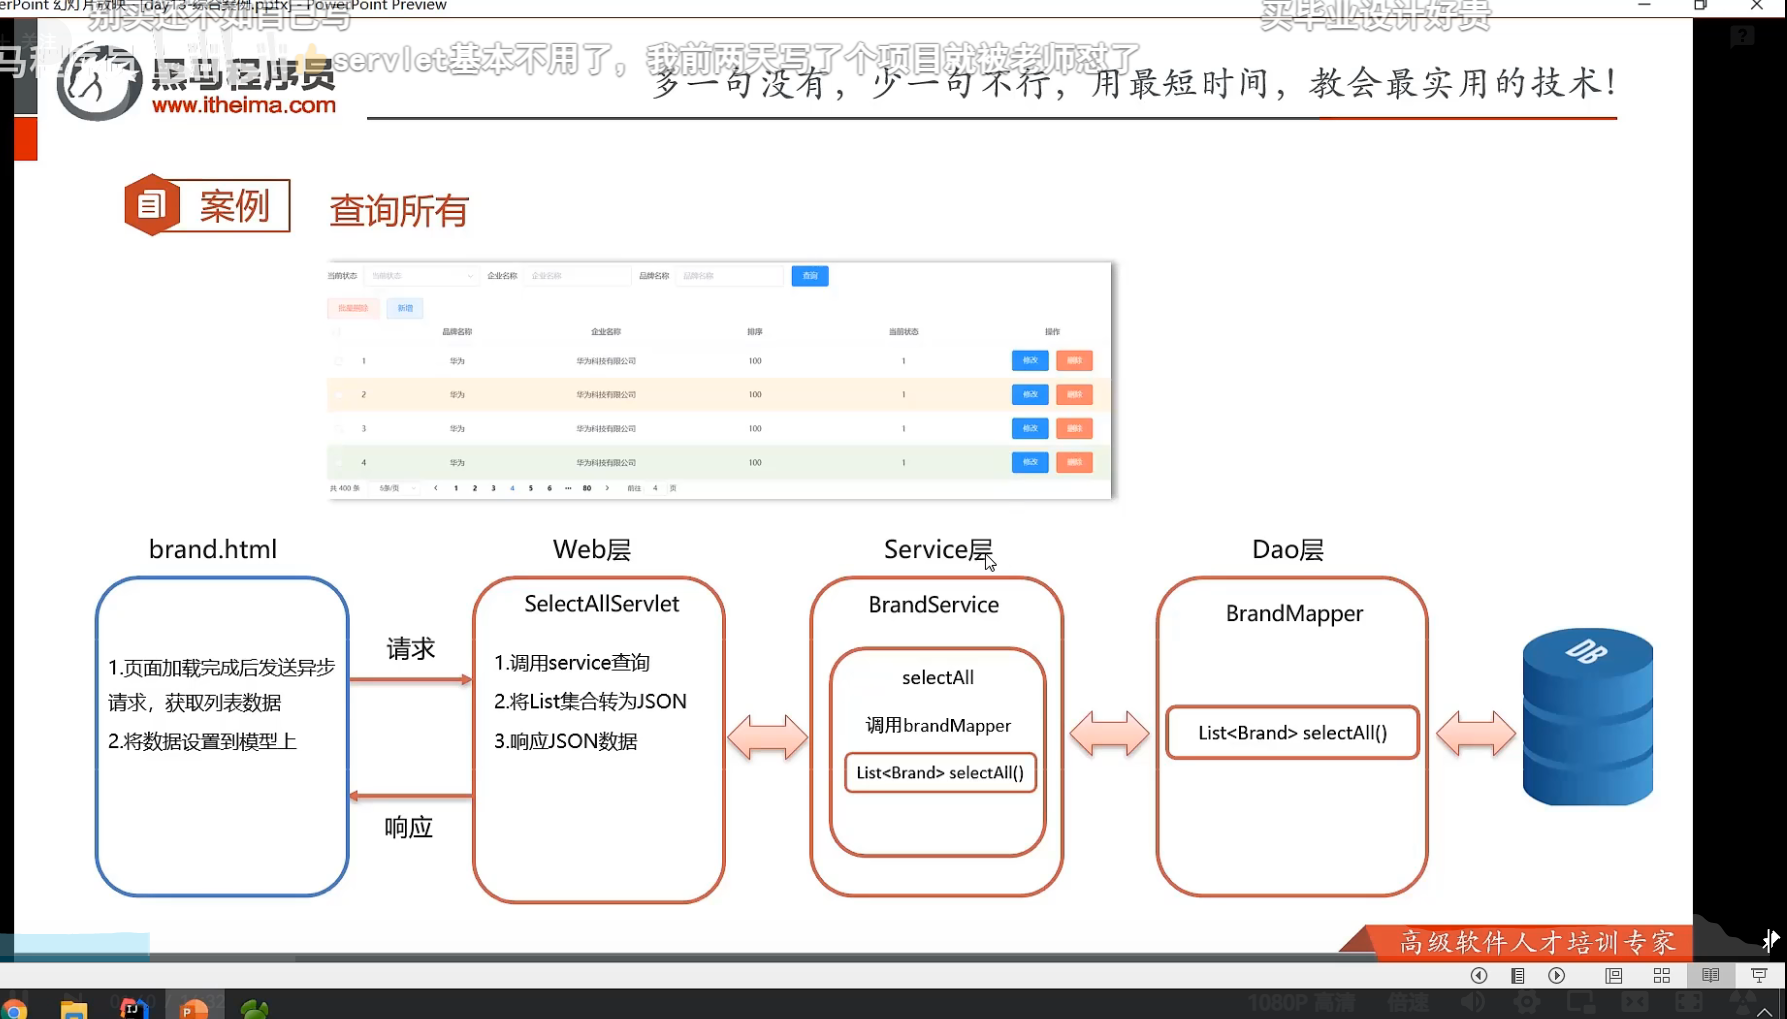 [day13-综合案例.pptx] - PowerPoint Preview
别卖还不如自己写
买毕业设计好贵
servlet基本不用了，我前两天写了个项目就被老师怼了
黑马程序员
www.itheima.com
多一句没有，少一句不行，用最短时间，教会最实用的技术！
案例
查询所有
当前状态 当前状态 企业名称 企业名称 品牌名称 品牌名称 查询
批量删除 新增
品牌名称 企业名称 排序 当前状态 操作
1 华为 华为科技有限公司 100 1 修改 删除
2 华为 华为科技有限公司 100 1 修改 删除
3 华为 华为科技有限公司 100 1 修改 删除
4 华为 华为科技有限公司 100 1 修改 删除
共 400 条 5条/页 1 2 3 4 5 6 ··· 80 前往 4 页
brand.html
1.页面加载完成后发送异步
请求，获取列表数据
2.将数据设置到模型上
请求
响应
Web层
SelectAllServlet
1.调用service查询
2.将List集合转为JSON
3.响应JSON数据
Service层
BrandService
selectAll
调用brandMapper
List<Brand> selectAll()
Dao层
BrandMapper
List<Brand> selectAll()
DB
高级软件人才培训专家
1080P 高清 倍速